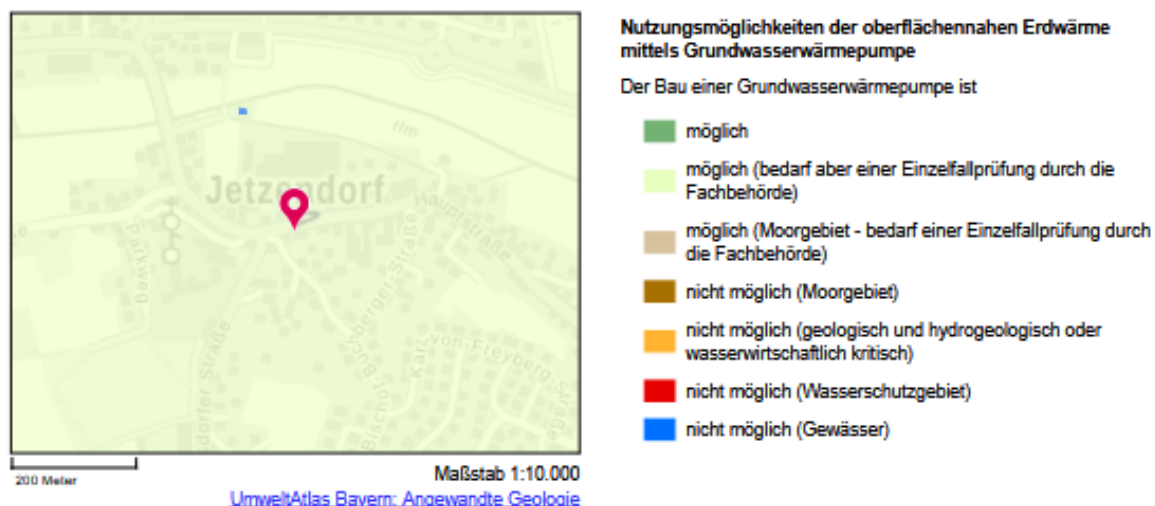 Nutzungsmöglichkeiten der oberflächennahen Erdwärme
mittels Grundwasserwärmepumpe
Der Bau einer Grundwasserwärmepumpe ist
möglich
möglich (bedarf aber einer Einzelfallprüfung durch die
Fachbehörde)
möglich (Moorgebiet - bedarf einer Einzelfallprüfung durch
die Fachbehörde)
nicht möglich (Moorgebiet)
nicht möglich (geologisch und hydrogeologisch oder
wasserwirtschaftlich kritisch)
nicht möglich (Wasserschutzgebiet)
nicht möglich (Gewässer)
Ilm
Jetzendorf
Hauptstraße
Parkweg
berger-Straße
Bischof-Buch
Karl
von-Freyberg-Straße
sdorfer Straße
200 Meter
Maßstab 1:10.000
UmweltAtlas Bayern: Angewandte Geologie